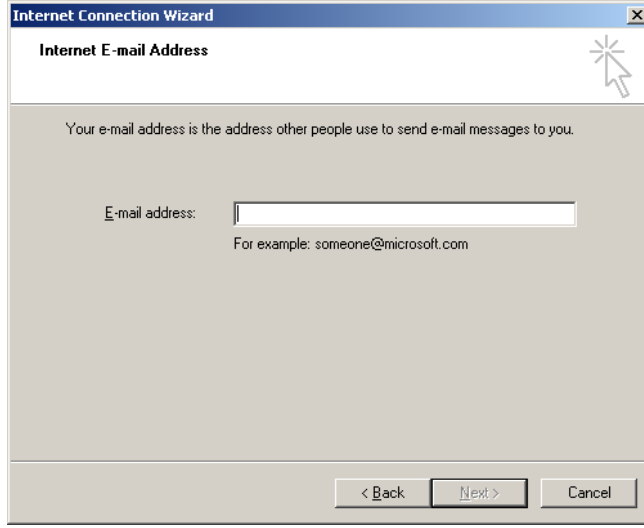 Internet Connection Wizard
Internet E-mail Address
Your e-mail address is the address other people use to send e-mail messages to you.
E-mail address:
For example: someone@microsoft.com
< Back Next > Cancel